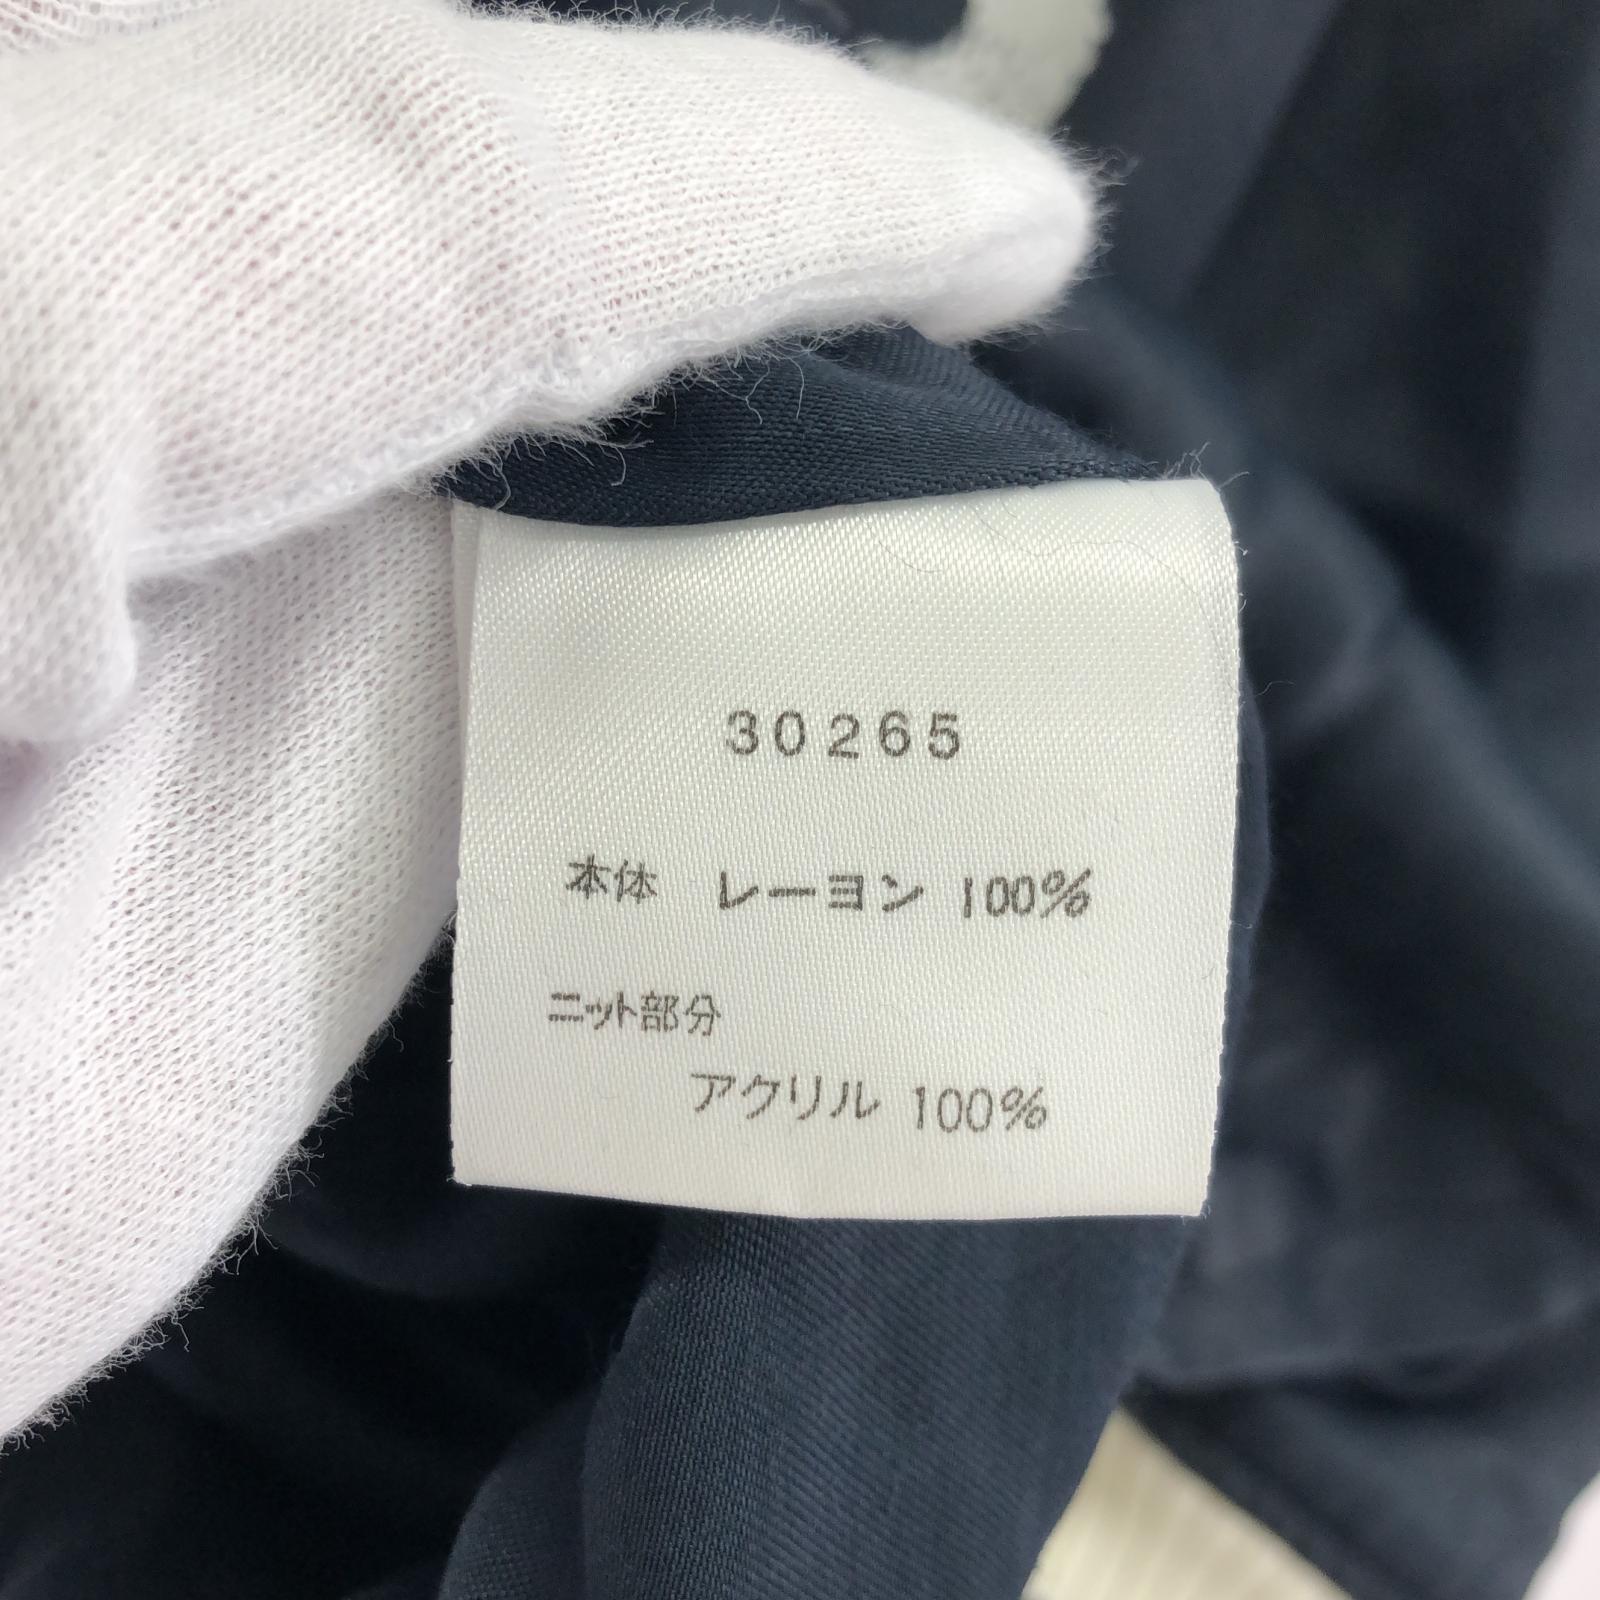 30265
本体 レーヨン 100%
ニット部分
アクリル 100%